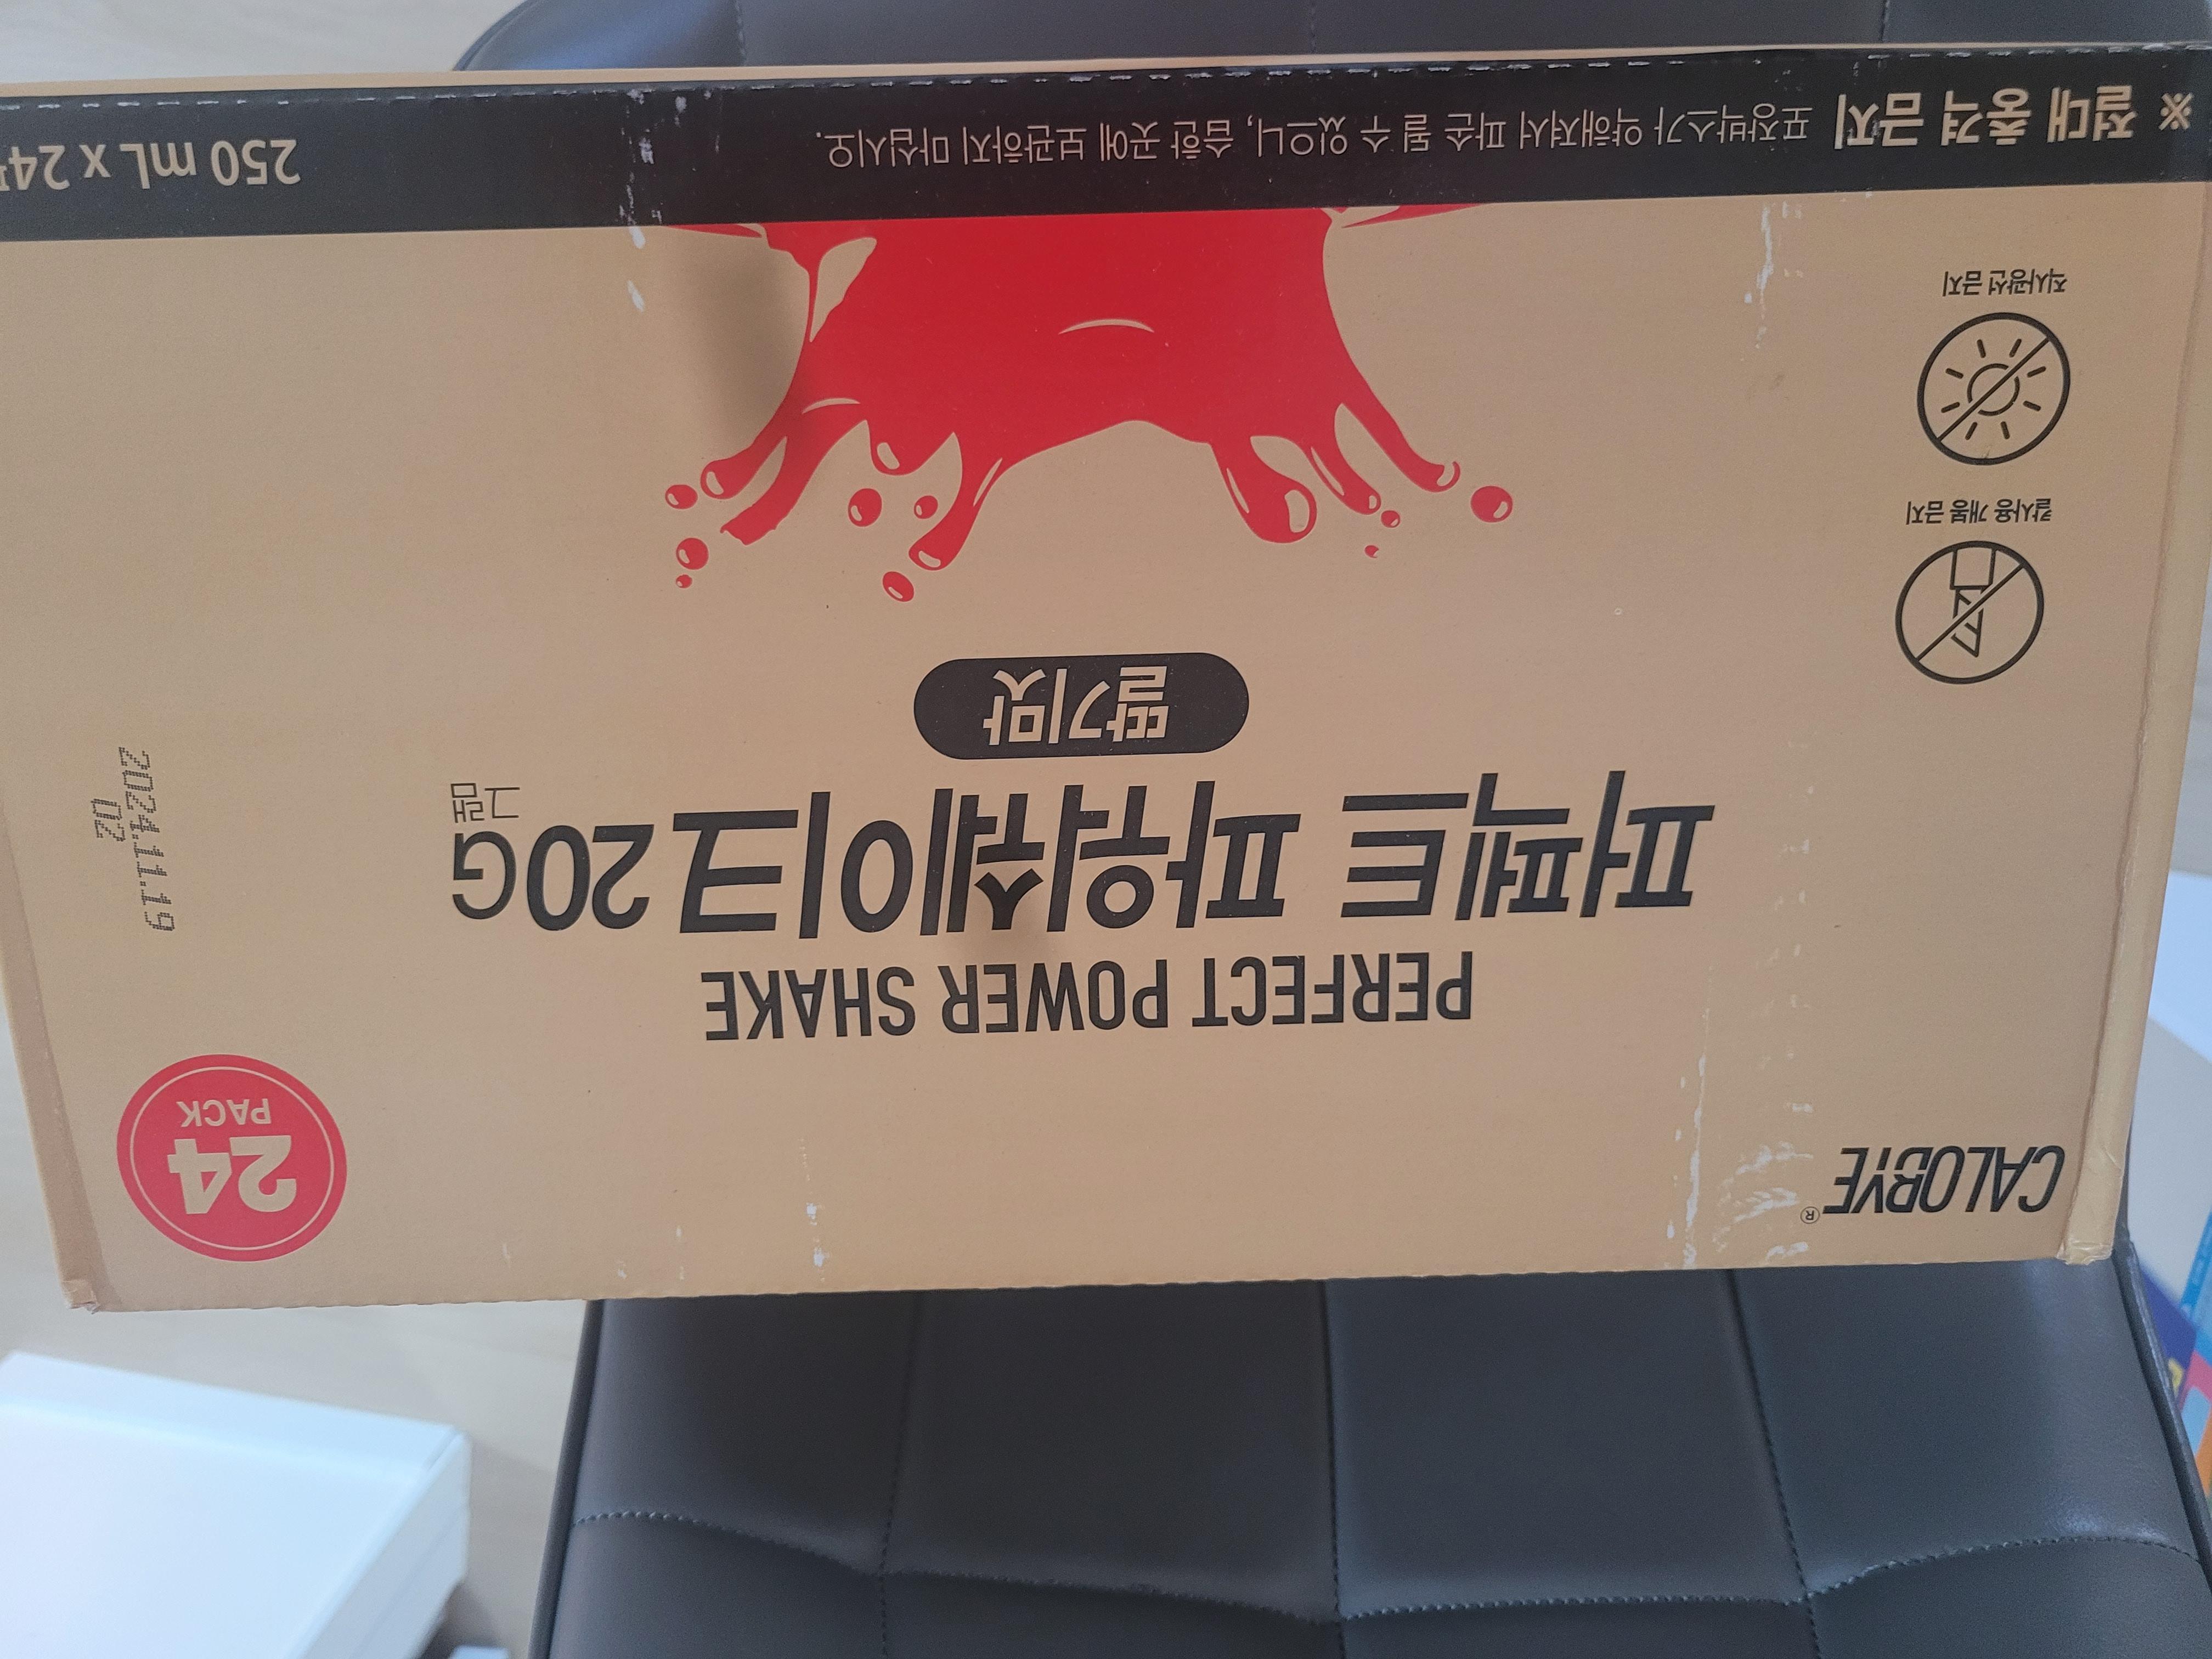 CALOBYE®
24
PACK
PERFECT POWER SHAKE
퍼펙트 파워쉐이크 20G
그램
딸기맛
2024.11.19
02
칼사용 개봉 금지
직사광선 금지
※ 절대 충격 금지 포장박스가 약해져서 파손 될 수 있으니, 습한 곳에 보관하지 마십시오.
250 mL x 24